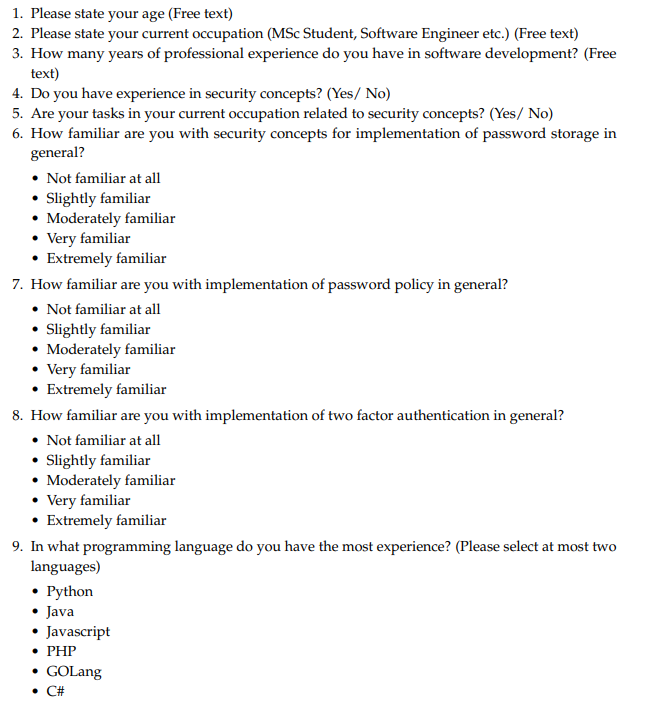 1. Please state your age (Free text)
2. Please state your current occupation (MSc Student, Software Engineer etc.) (Free text)
3. How many years of professional experience do you have in software development? (Free
text)
4. Do you have experience in security concepts? (Yes/ No)
5. Are your tasks in your current occupation related to security concepts? (Yes/ No)
6. How familiar are you with security concepts for implementation of password storage in
general?
• Not familiar at all
• Slightly familiar
• Moderately familiar
• Very familiar
• Extremely familiar
7. How familiar are you with implementation of password policy in general?
• Not familiar at all
• Slightly familiar
• Moderately familiar
• Very familiar
• Extremely familiar
8. How familiar are you with implementation of two factor authentication in general?
• Not familiar at all
• Slightly familiar
• Moderately familiar
• Very familiar
• Extremely familiar
9. In what programming language do you have the most experience? (Please select at most two
languages)
• Python
• Java
• Javascript
• PHP
• GOLang
• C#